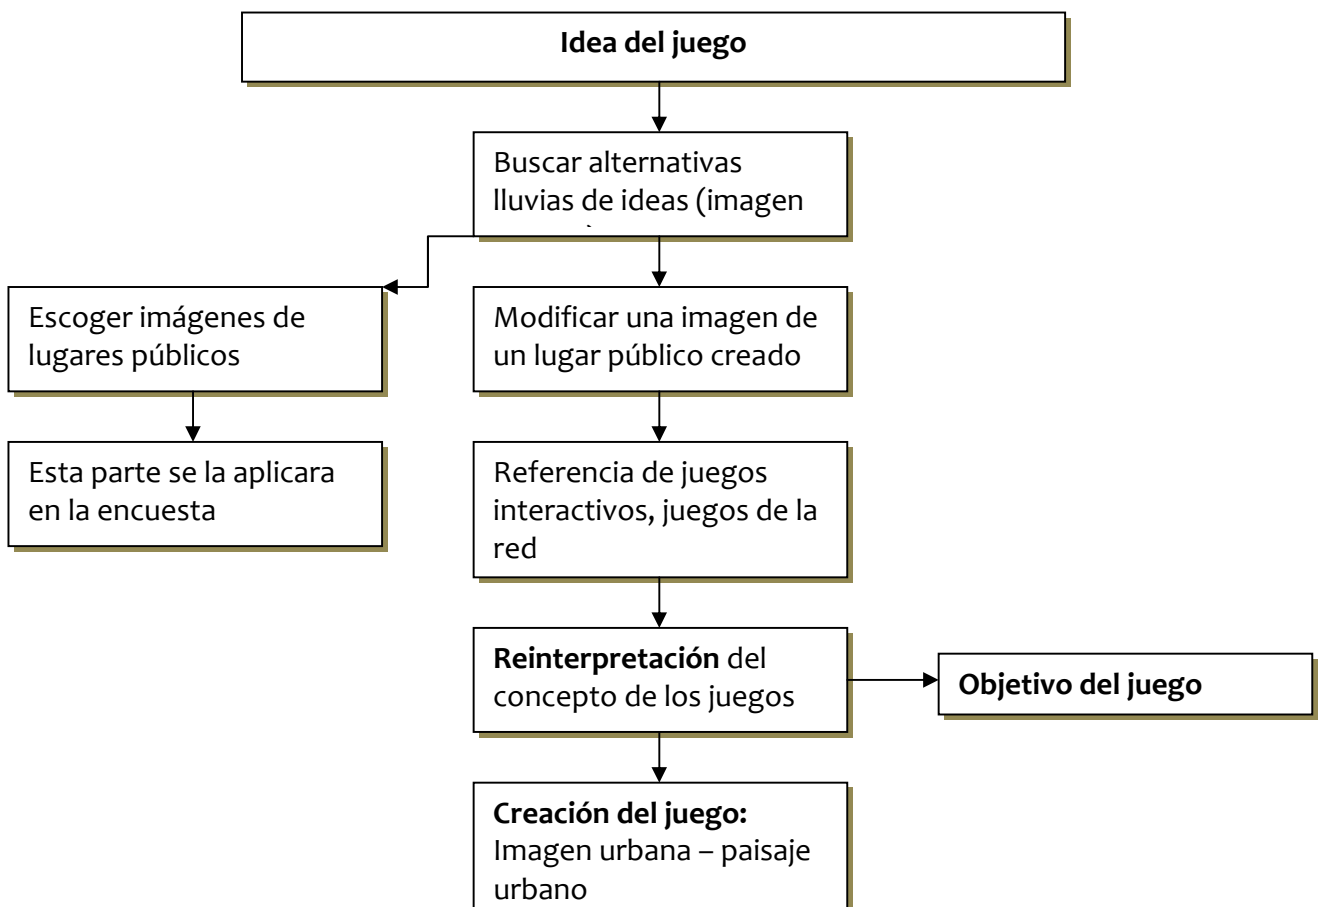 Idea del juego
Buscar alternativas
lluvias de ideas (imagen
Escoger imágenes de
lugares públicos
Modificar una imagen de
un lugar público creado
Esta parte se la aplicara
en la encuesta
Referencia de juegos
interactivos, juegos de la
red
Reinterpretación del
concepto de los juegos
Objetivo del juego
Creación del juego:
Imagen urbana – paisaje
urbano